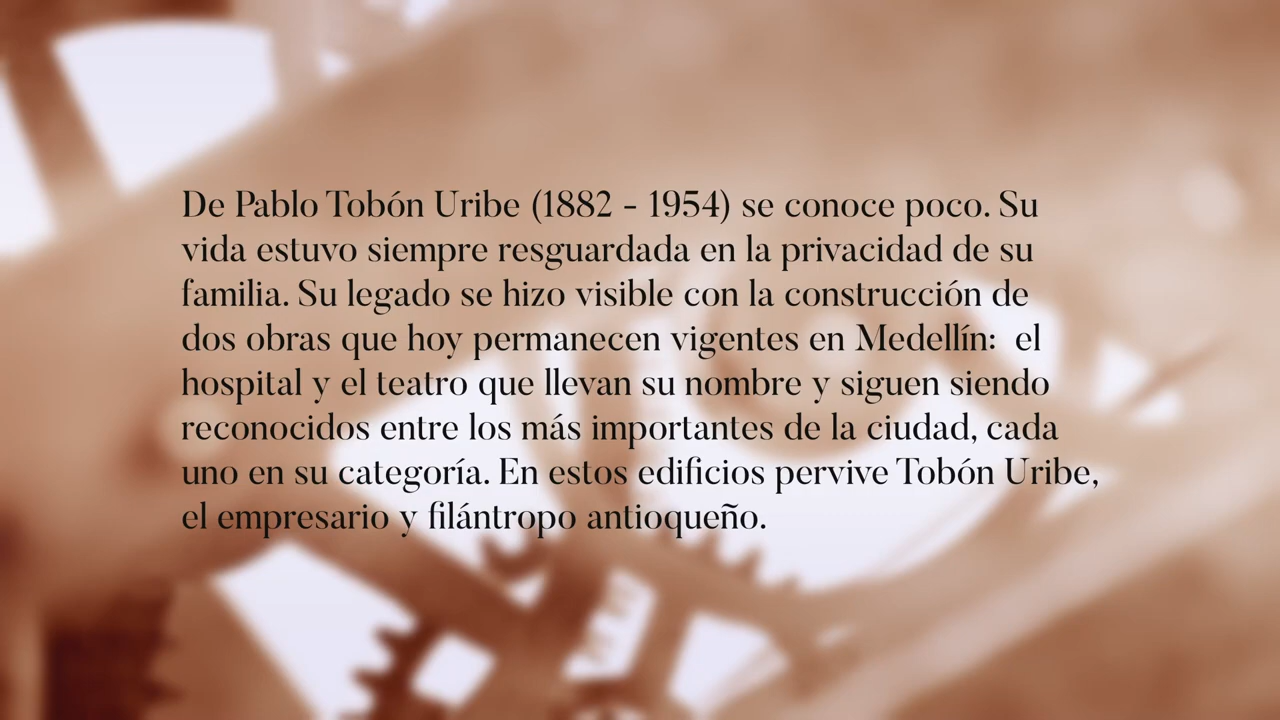 De Pablo Tobón Uribe (1882 - 1954) se conoce poco. Su
vida estuvo siempre resguardada en la privacidad de su
familia. Su legado se hizo visible con la construcción de
dos obras que hoy permanecen vigentes en Medellín:  el
hospital y el teatro que llevan su nombre y siguen siendo
reconocidos entre los más importantes de la ciudad, cada
uno en su categoría. En estos edificios pervive Tobón Uribe,
el empresario y filántropo antioqueño.